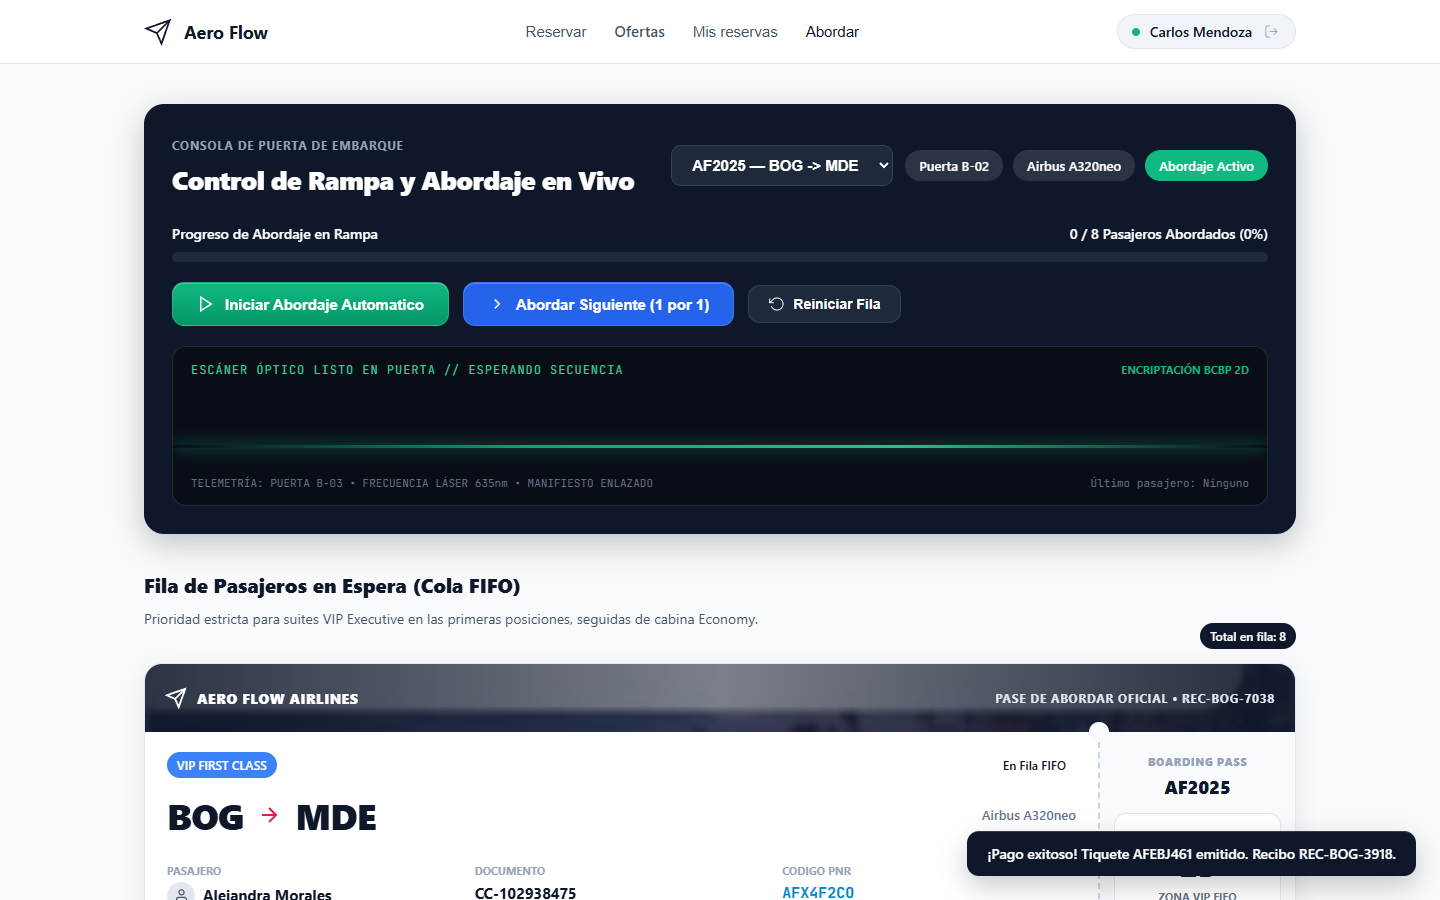 Aero Flow
Reservar
Ofertas
Mis reservas
Abordar
Carlos Mendoza
CONSOLA DE PUERTA DE EMBARQUE
Control de Rampa y Abordaje en Vivo
AF2025 — BOG -> MDE
Puerta B-02
Airbus A320neo
Abordaje Activo
Progreso de Abordaje en Rampa
0 / 8 Pasajeros Abordados (0%)
Iniciar Abordaje Automatico
Abordar Siguiente (1 por 1)
Reiniciar Fila
ESCÁNER ÓPTICO LISTO EN PUERTA // ESPERANDO SECUENCIA
ENCRIPTACIÓN BCBP 2D
TELEMETRÍA: PUERTA B-03 • FRECUENCIA LÁSER 635nm • MANIFIESTO ENLAZADO
Último pasajero: Ninguno
Fila de Pasajeros en Espera (Cola FIFO)
Prioridad estricta para suites VIP Executive en las primeras posiciones, seguidas de cabina Economy.
Total en fila: 8
AERO FLOW AIRLINES
PASE DE ABORDAR OFICIAL • REC-BOG-7038
VIP FIRST CLASS
En Fila FIFO
BOARDING PASS
AF2025
BOG → MDE
Airbus A320neo
¡Pago exitoso! Tiquete AFEBJ461 emitido. Recibo REC-BOG-3918.
PASAJERO
Alejandra Morales
DOCUMENTO
CC-102938475
CODIGO PNR
AFX4F2CO
ZONA VIP FIFO